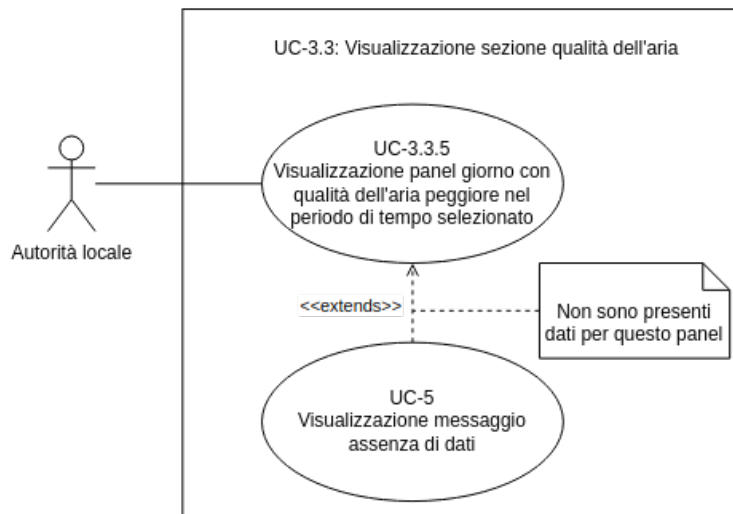 UC-3.3: Visualizzazione sezione qualità dell'aria
UC-3.3.5
Visualizzazione panel giorno con
qualità dell'aria peggiore nel
periodo di tempo selezionato
Autorità locale
<<extends>>
Non sono presenti
dati per questo panel
UC-5
Visualizzazione messaggio
assenza di dati